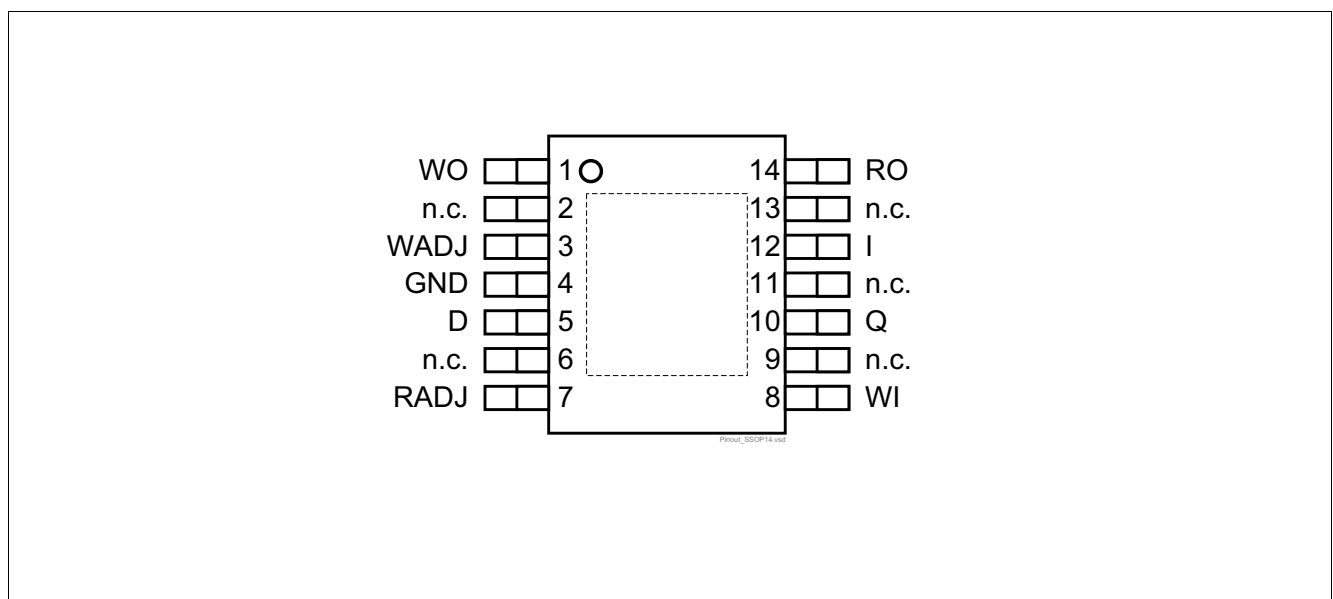 WO 1 14 RO
n.c. 2 13 n.c.
WADJ 3 12 I
GND 4 11 n.c.
D 5 10 Q
n.c. 6 9 n.c.
RADJ 7 8 WI
Pinout_SSOP14.vsd